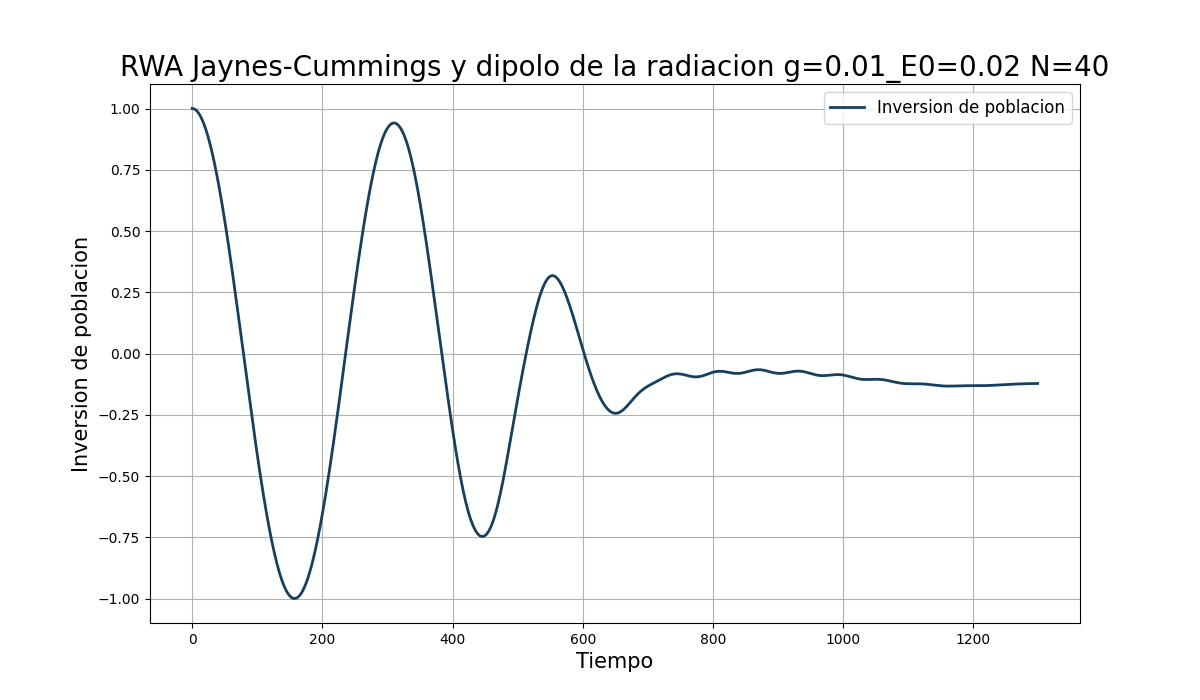 RWA Jaynes-Cummings y dipolo de la radiacion g=0.01_E0=0.02 N=40
Inversion de poblacion
1.00
0.75
0.50
0.25
0.00
−0.25
−0.50
−0.75
−1.00
Inversion de poblacion
0 200 400 600 800 1000 1200
Tiempo